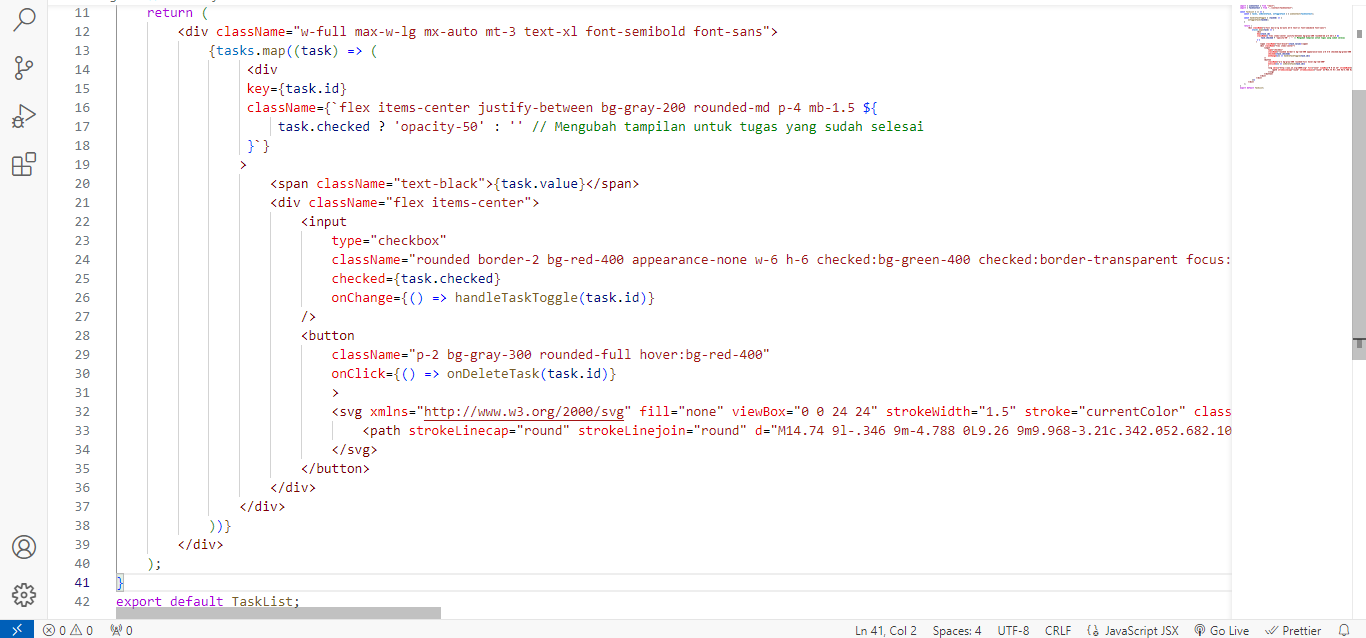 11 return (
12 <div className="w-full max-w-lg mx-auto mt-3 text-xl font-semibold font-sans">
13 {tasks.map((task) => (
14 <div
15 key={task.id}
16 className={`flex items-center justify-between bg-gray-200 rounded-md p-4 mb-1.5 ${
17 task.checked ? 'opacity-50' : '' // Mengubah tampilan untuk tugas yang sudah selesai
18 }`}
19 >
20 <span className="text-black">{task.value}</span>
21 <div className="flex items-center">
22 <input
23 type="checkbox"
24 className="rounded border-2 bg-red-400 appearance-none w-6 h-6 checked:bg-green-400 checked:border-transparent focus:
25 checked={task.checked}
26 onChange={() => handleTaskToggle(task.id)}
27 />
28 <button
29 className="p-2 bg-gray-300 rounded-full hover:bg-red-400"
30 onClick={() => onDeleteTask(task.id)}
31 >
32 <svg xmlns="http://www.w3.org/2000/svg" fill="none" viewBox="0 0 24 24" strokeWidth="1.5" stroke="currentColor" class
33 <path strokeLinecap="round" strokeLinejoin="round" d="M14.74 9l-.346 9m-4.788 0L9.26 9m9.968-3.21c.342.052.682.10
34 </svg>
35 </button>
36 </div>
37 </div>
38 ))}
39 </div>
40 );
41 }
42 export default TaskList;
0 0 0 Ln 41, Col 2 Spaces: 4 UTF-8 CRLF {} JavaScript JSX Go Live Prettier